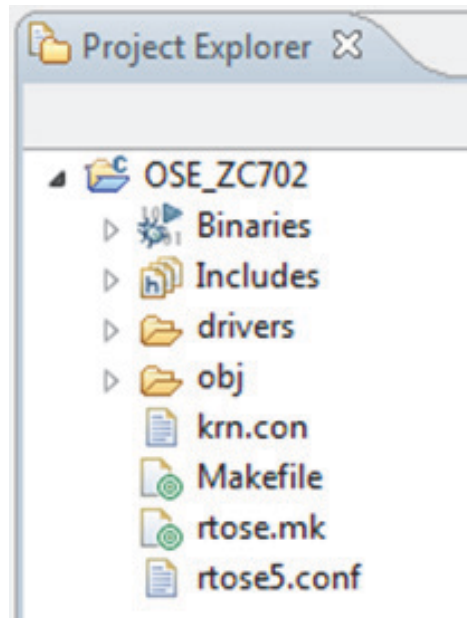 Project Explorer
OSE_ZC702
Binaries
Includes
drivers
obj
krn.con
Makefile
rtose.mk
rtose5.conf